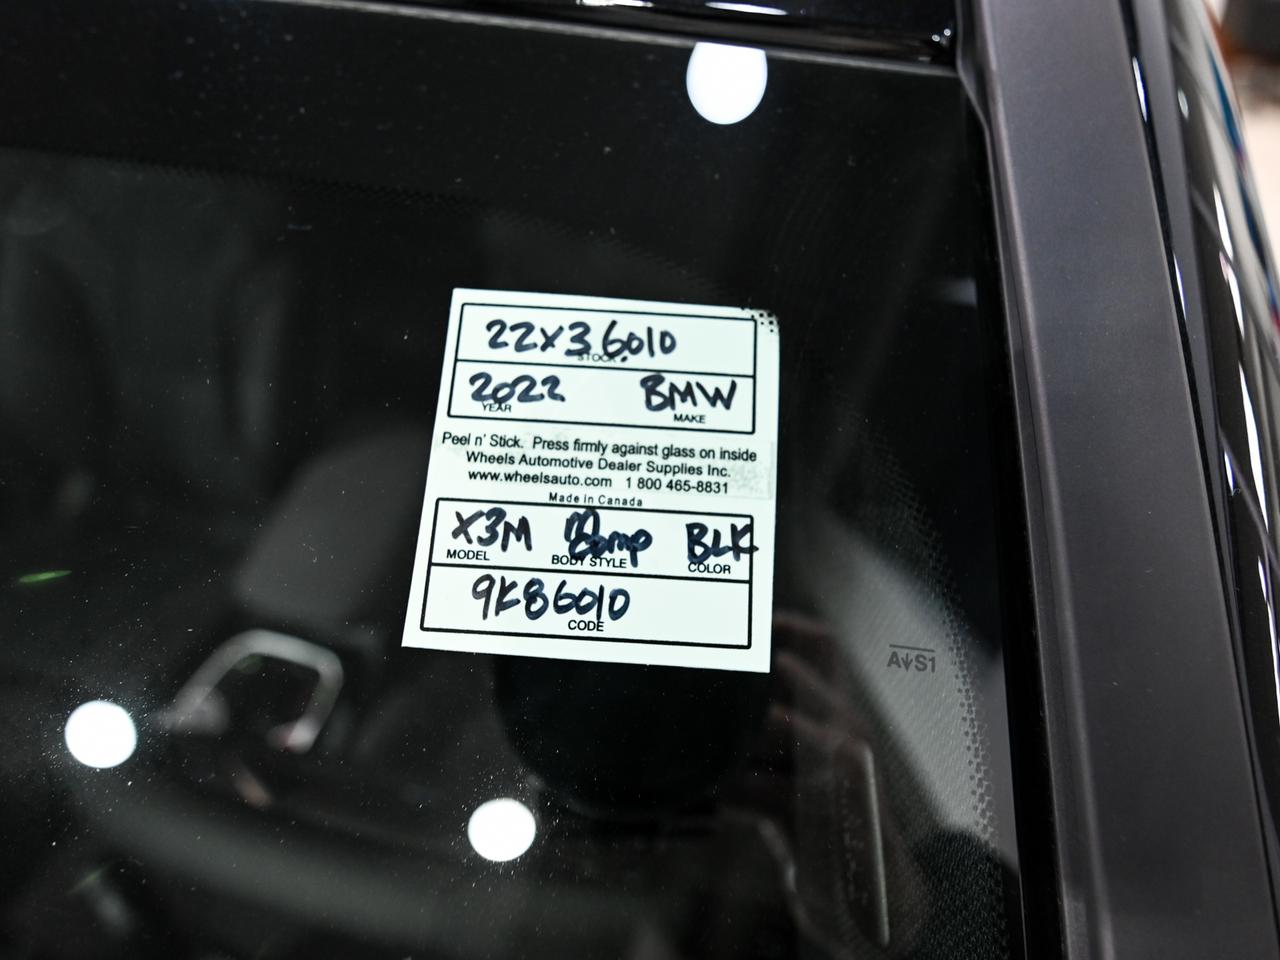 22X36010
STOCK
2022 BMW
YEAR MAKE
Peel n' Stick. Press firmly against glass on inside
Wheels Automotive Dealer Supplies Inc.
www.wheelsauto.com 1 800 465-8831
Made in Canada
X3M Comp BLK
MODEL BODY STYLE COLOR
9K86010
CODE
AS1